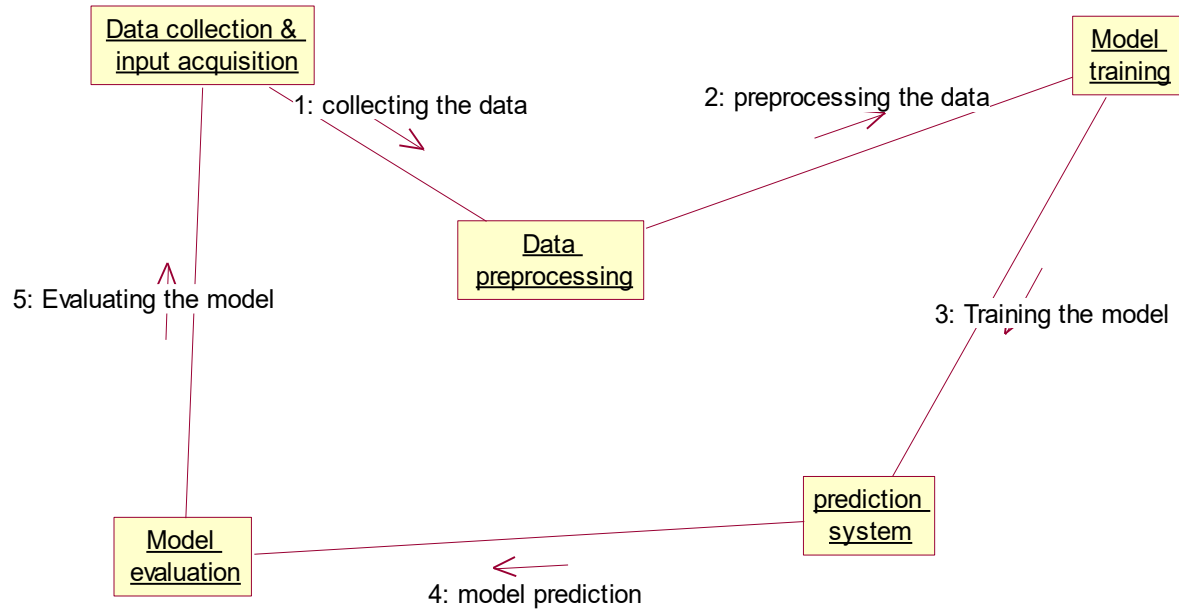 Data collection &
input acquisition
Model
training
1: collecting the data
2: preprocessing the data
Data
preprocessing
5: Evaluating the model
3: Training the model
prediction
system
Model
evaluation
4: model prediction